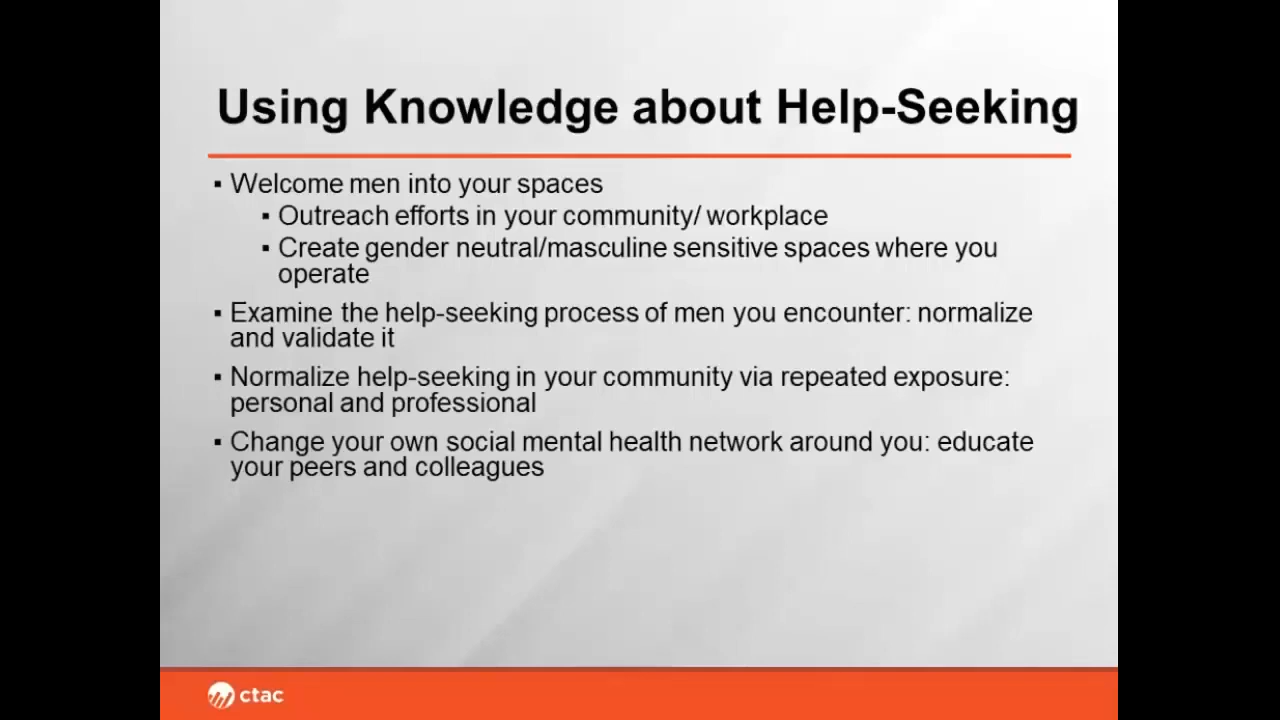 Using Knowledge about Help-Seeking
▪ Welcome men into your spaces
▪ Outreach efforts in your community/ workplace
▪ Create gender neutral/masculine sensitive spaces where you
operate
▪ Examine the help-seeking process of men you encounter: normalize
and validate it
▪ Normalize help-seeking in your community via repeated exposure:
personal and professional
▪ Change your own social mental health network around you: educate
your peers and colleagues
ctac